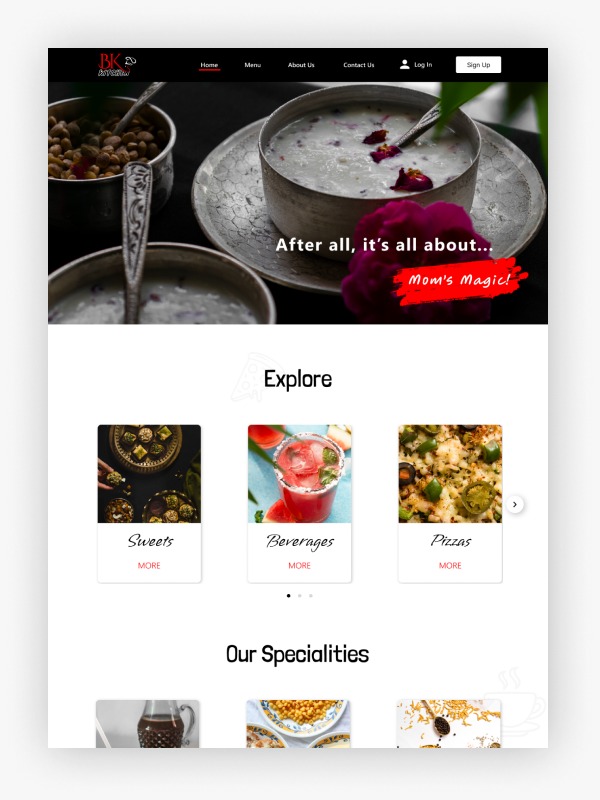 BK
KITCHEN
Home Menu About Us Contact Us Log In Sign Up
After all, it's all about...
Mom's Magic!
Explore
Sweets Beverages Pizzas
MORE MORE MORE
Our Specialities